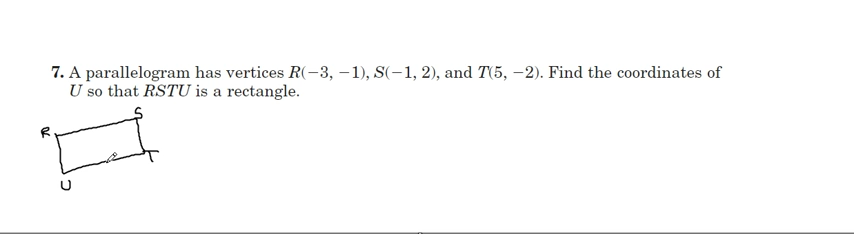 7. A parallelogram has vertices R(−3, −1), S(−1, 2), and T(5, −2). Find the coordinates of
U so that RSTU is a rectangle.
S
R
T
U